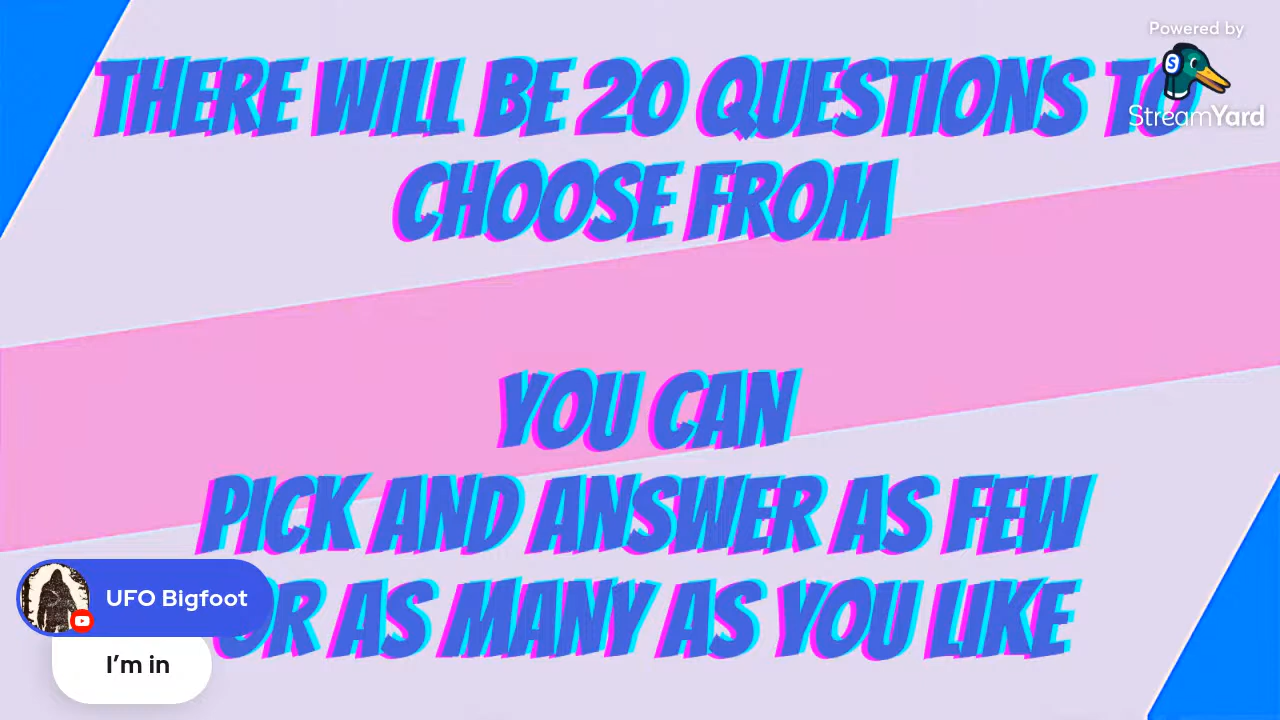 Powered by
StreamYard
THERE WILL BE 20 QUESTIONS TO
CHOOSE FROM
YOU CAN
PICK AND ANSWER AS FEW
OR AS MANY AS YOU LIKE
UFO Bigfoot
I'm in